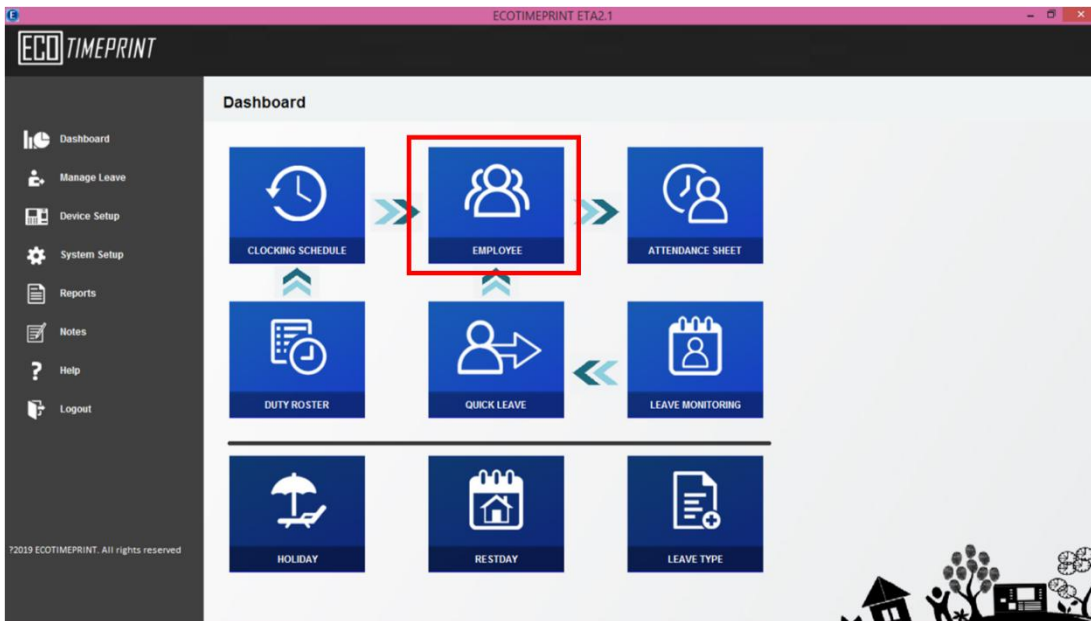 ECOTIMEPRINT ETA2.1
ECO TIMEPRINT
Dashboard
Dashboard
Manage Leave
Device Setup
System Setup
Reports
Notes
Help
Logout
?2019 ECOTIMEPRINT. All rights reserved
CLOCKING SCHEDULE
EMPLOYEE
ATTENDANCE SHEET
DUTY ROSTER
QUICK LEAVE
LEAVE MONITORING
HOLIDAY
RESTDAY
LEAVE TYPE